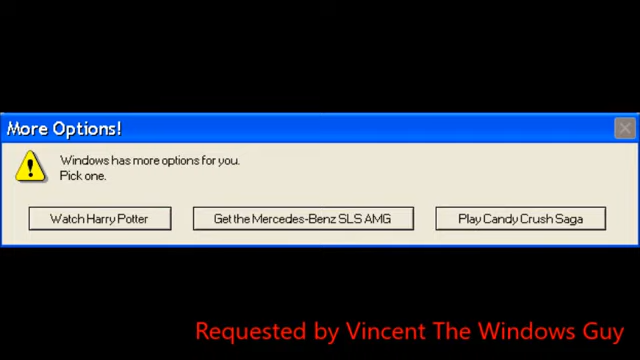 More Options!
Windows has more options for you.
Pick one.
Watch Harry Potter
Get the Mercedes-Benz SLS AMG
Play Candy Crush Saga
Requested by Vincent The Windows Guy